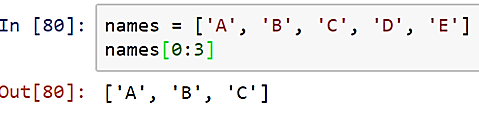 In [80]: names = ['A', 'B', 'C', 'D', 'E']
names[0:3]
Out[80]: ['A', 'B', 'C']